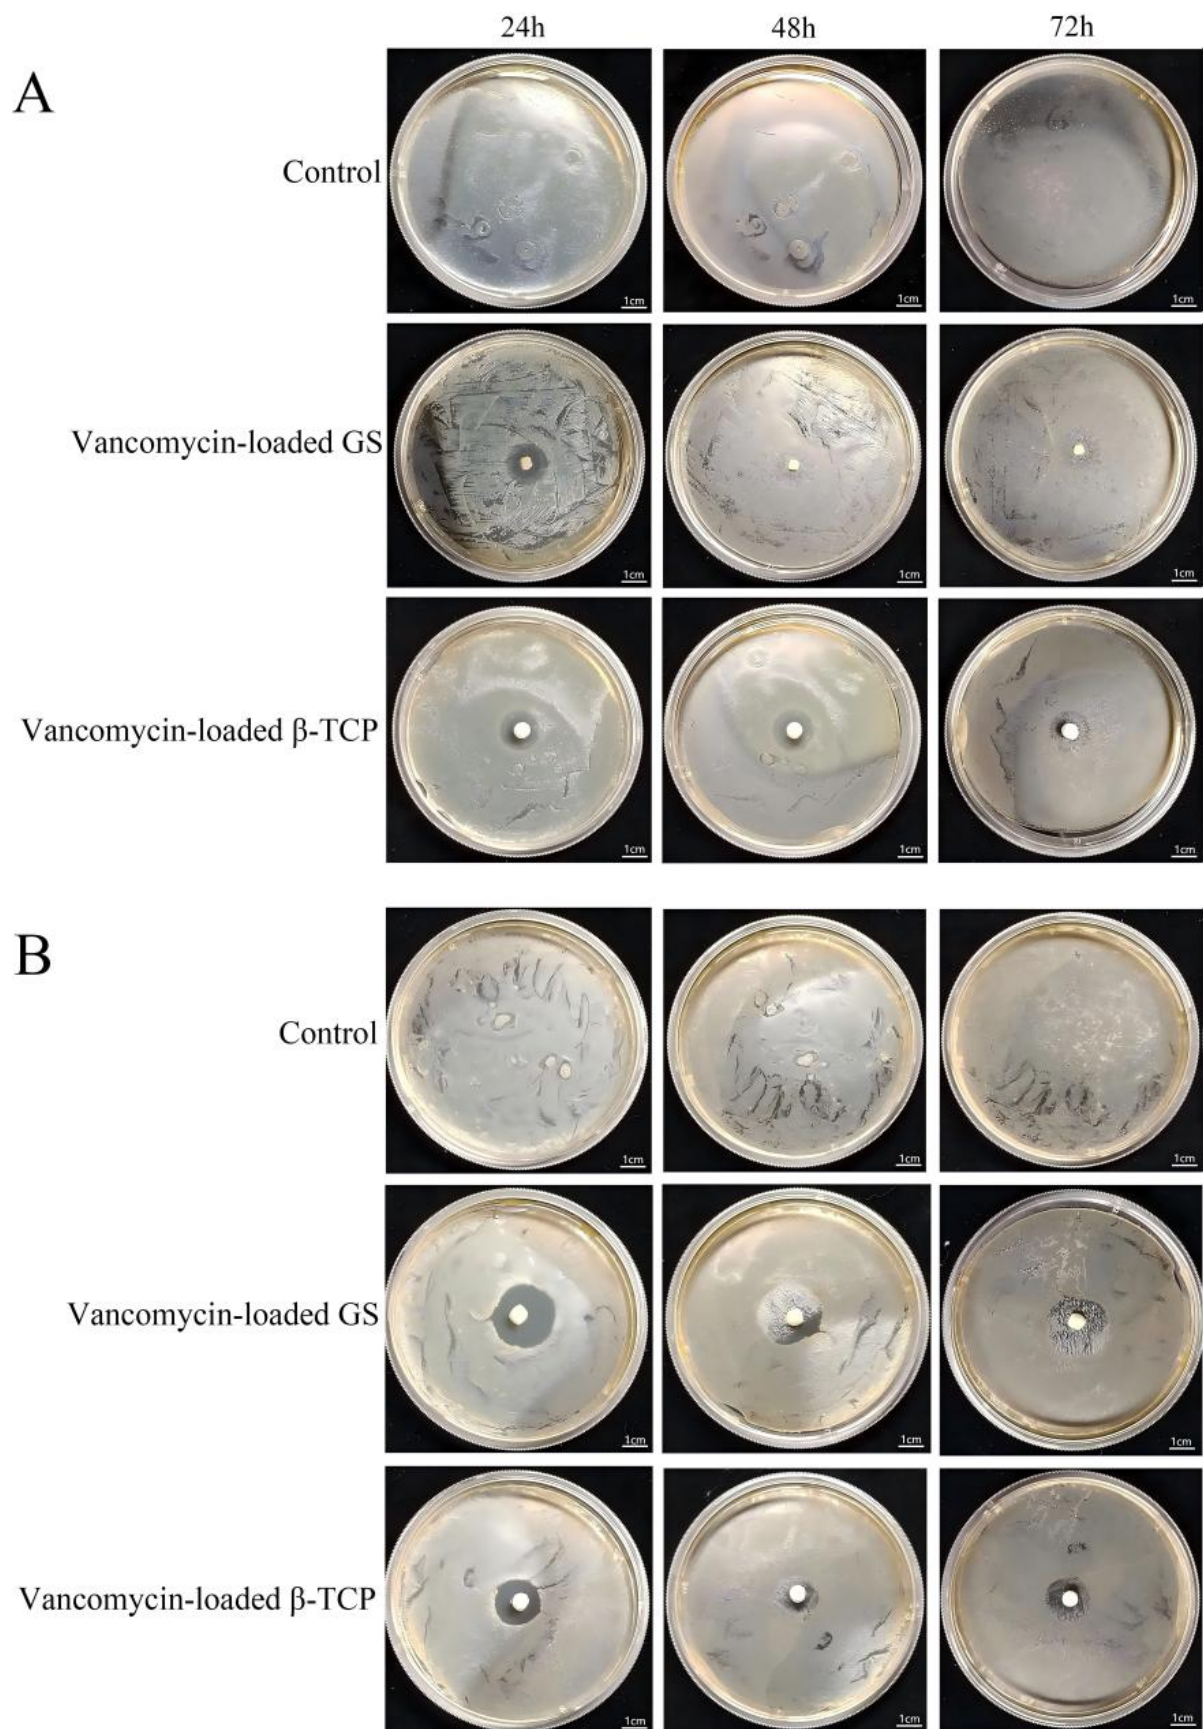 24h 48h 72h
A
Control
1cm 1cm 1cm
Vancomycin-loaded GS
1cm 1cm 1cm
Vancomycin-loaded β-TCP
1cm 1cm 1cm
B
Control
1cm 1cm 1cm
Vancomycin-loaded GS
1cm 1cm 1cm
Vancomycin-loaded β-TCP
1cm 1cm 1cm